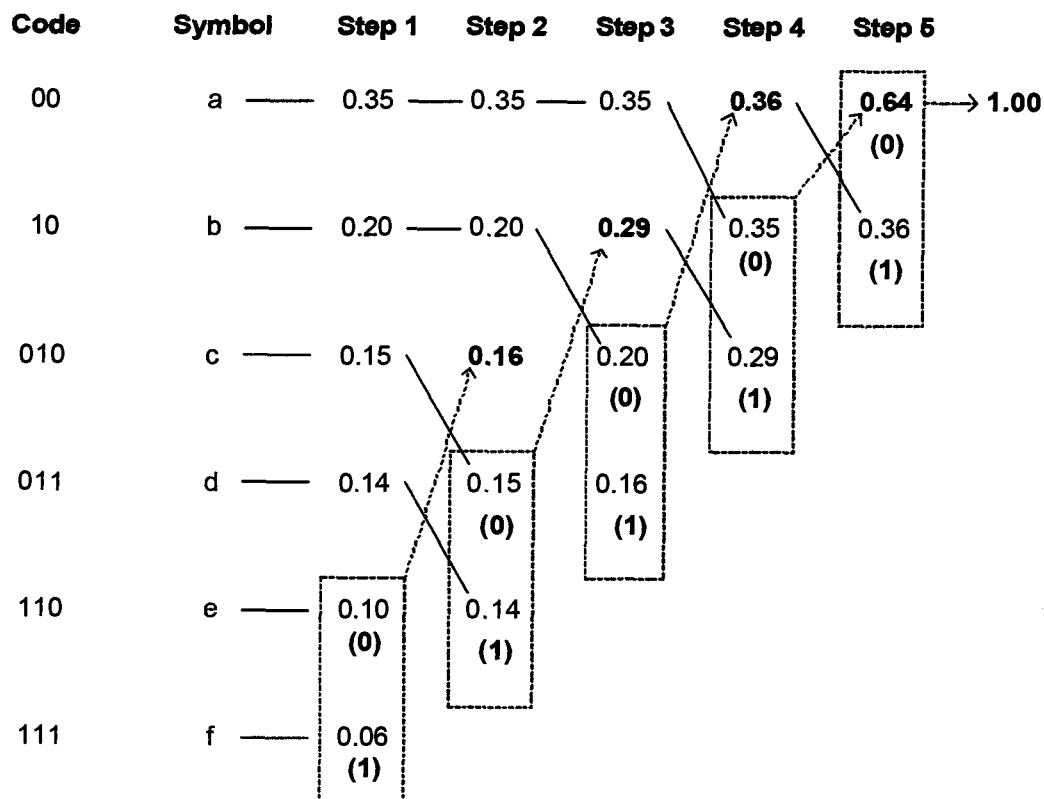 Code Symbol Step 1 Step 2 Step 3 Step 4 Step 5
00 a 0.35 0.35 0.35 0.36 0.64 1.00
(0)
10 b 0.20 0.20 0.29 0.35 0.36
(0) (1)
010 c 0.15 0.16 0.20 0.29
(0) (1)
011 d 0.14 0.15 0.16
(0) (1)
110 e 0.10 0.14
(0) (1)
111 f 0.06
(1)